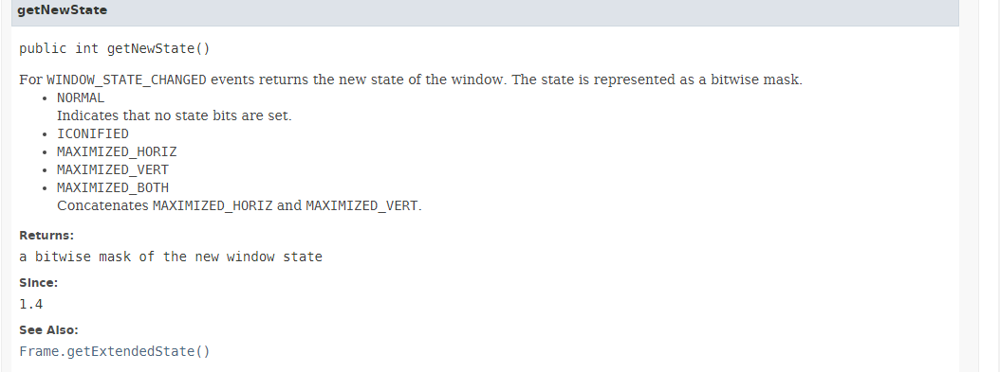 getNewState
public int getNewState()
For WINDOW_STATE_CHANGED events returns the new state of the window. The state is represented as a bitwise mask.
• NORMAL
Indicates that no state bits are set.
• ICONIFIED
• MAXIMIZED_HORIZ
• MAXIMIZED_VERT
• MAXIMIZED_BOTH
Concatenates MAXIMIZED_HORIZ and MAXIMIZED_VERT.
Returns:
a bitwise mask of the new window state
Since:
1.4
See Also:
Frame.getExtendedState()